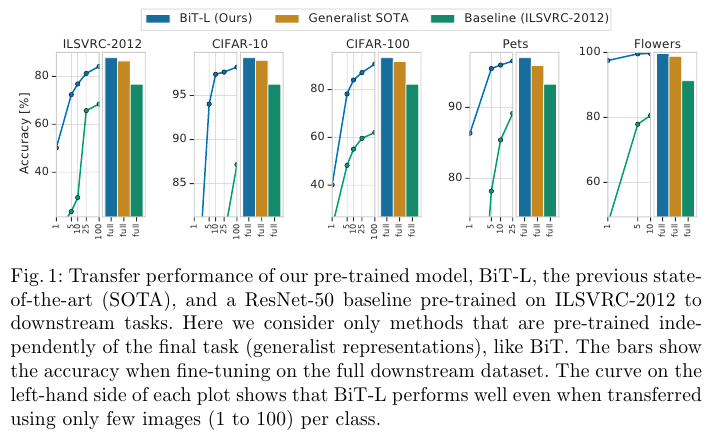 BiT-L (Ours) Generalist SOTA Baseline (ILSVRC-2012)
ILSVRC-2012 CIFAR-10 CIFAR-100 Pets Flowers
Accuracy [%]
80
60
40
1 5 10 25 100 full full full
95
90
85
1 5 10 25 100 full full full
80
60
40
1 5 10 25 100 full full full
90
80
1 5 10 25 full full full
100
80
60
1 5 10 full full full
Fig. 1: Transfer performance of our pre-trained model, BiT-L, the previous state-
of-the-art (SOTA), and a ResNet-50 baseline pre-trained on ILSVRC-2012 to
downstream tasks. Here we consider only methods that are pre-trained inde-
pendently of the final task (generalist representations), like BiT. The bars show
the accuracy when fine-tuning on the full downstream dataset. The curve on the
left-hand side of each plot shows that BiT-L performs well even when transferred
using only few images (1 to 100) per class.